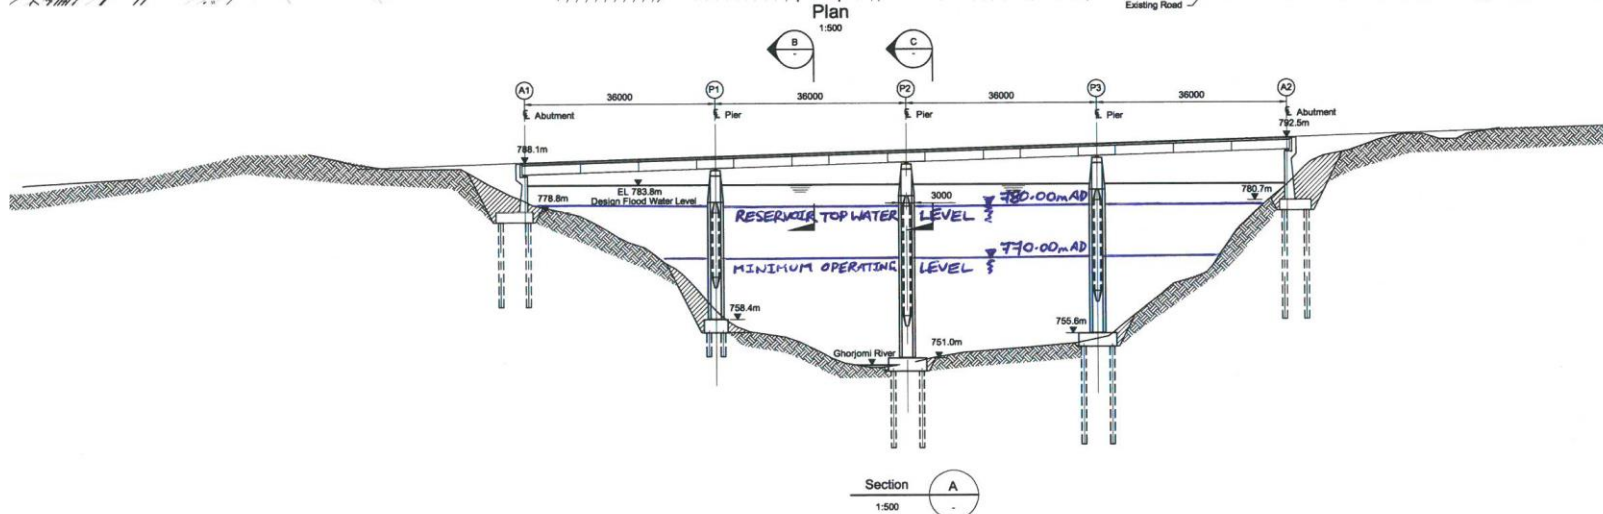 Existing Road
Plan
1:500
B
-
C
-
A1
P1
P2
P3
A2
36000
36000
36000
36000
℄ Abutment
℄ Pier
℄ Pier
℄ Pier
℄ Abutment
788.1m
792.5m
EL 783.8m
Design Flood Water Level
778.8m
3000
780.00mAD
780.7m
RESERVOIR TOP WATER LEVEL
770.00mAD
MINIMUM OPERATING LEVEL
758.4m
755.6m
Ghorjomi River
751.0m
Section
A
1:500
-